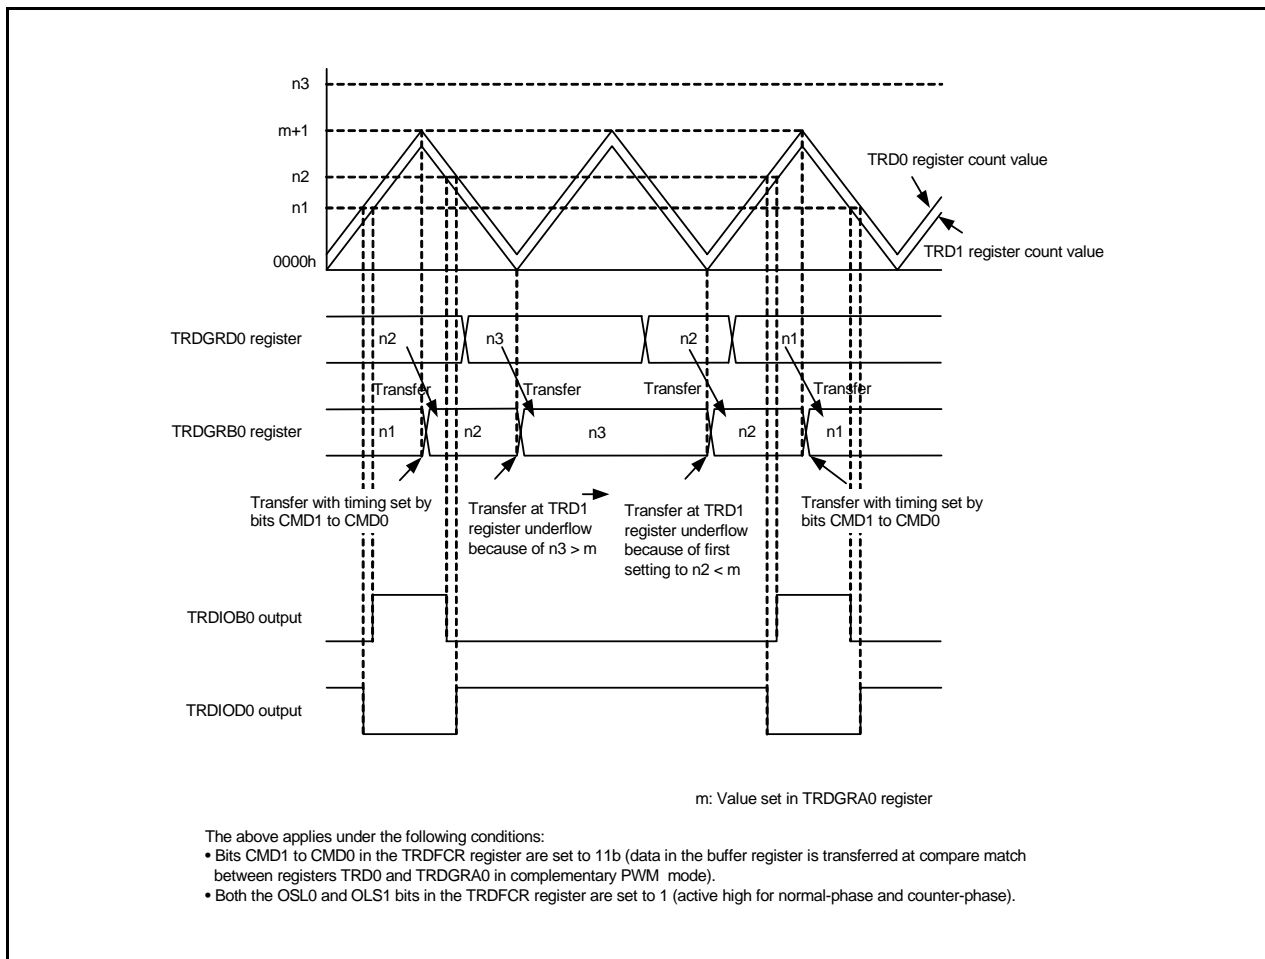 n3
m+1
n2
n1
0000h
TRD0 register count value
TRD1 register count value
TRDGRD0 register
n2
n3
n2
n1
Transfer
Transfer
Transfer
Transfer
TRDGRB0 register
n1
n2
n3
n2
n1
Transfer with timing set by
bits CMD1 to CMD0
Transfer at TRD1
register underflow
because of n3 > m
Transfer at TRD1
register underflow
because of first
setting to n2 < m
Transfer with timing set by
bits CMD1 to CMD0
TRDIOB0 output
TRDIOD0 output
m: Value set in TRDGRA0 register
The above applies under the following conditions:
• Bits CMD1 to CMD0 in the TRDFCR register are set to 11b (data in the buffer register is transferred at compare match
between registers TRD0 and TRDGRA0 in complementary PWM mode).
• Both the OSL0 and OLS1 bits in the TRDFCR register are set to 1 (active high for normal-phase and counter-phase).